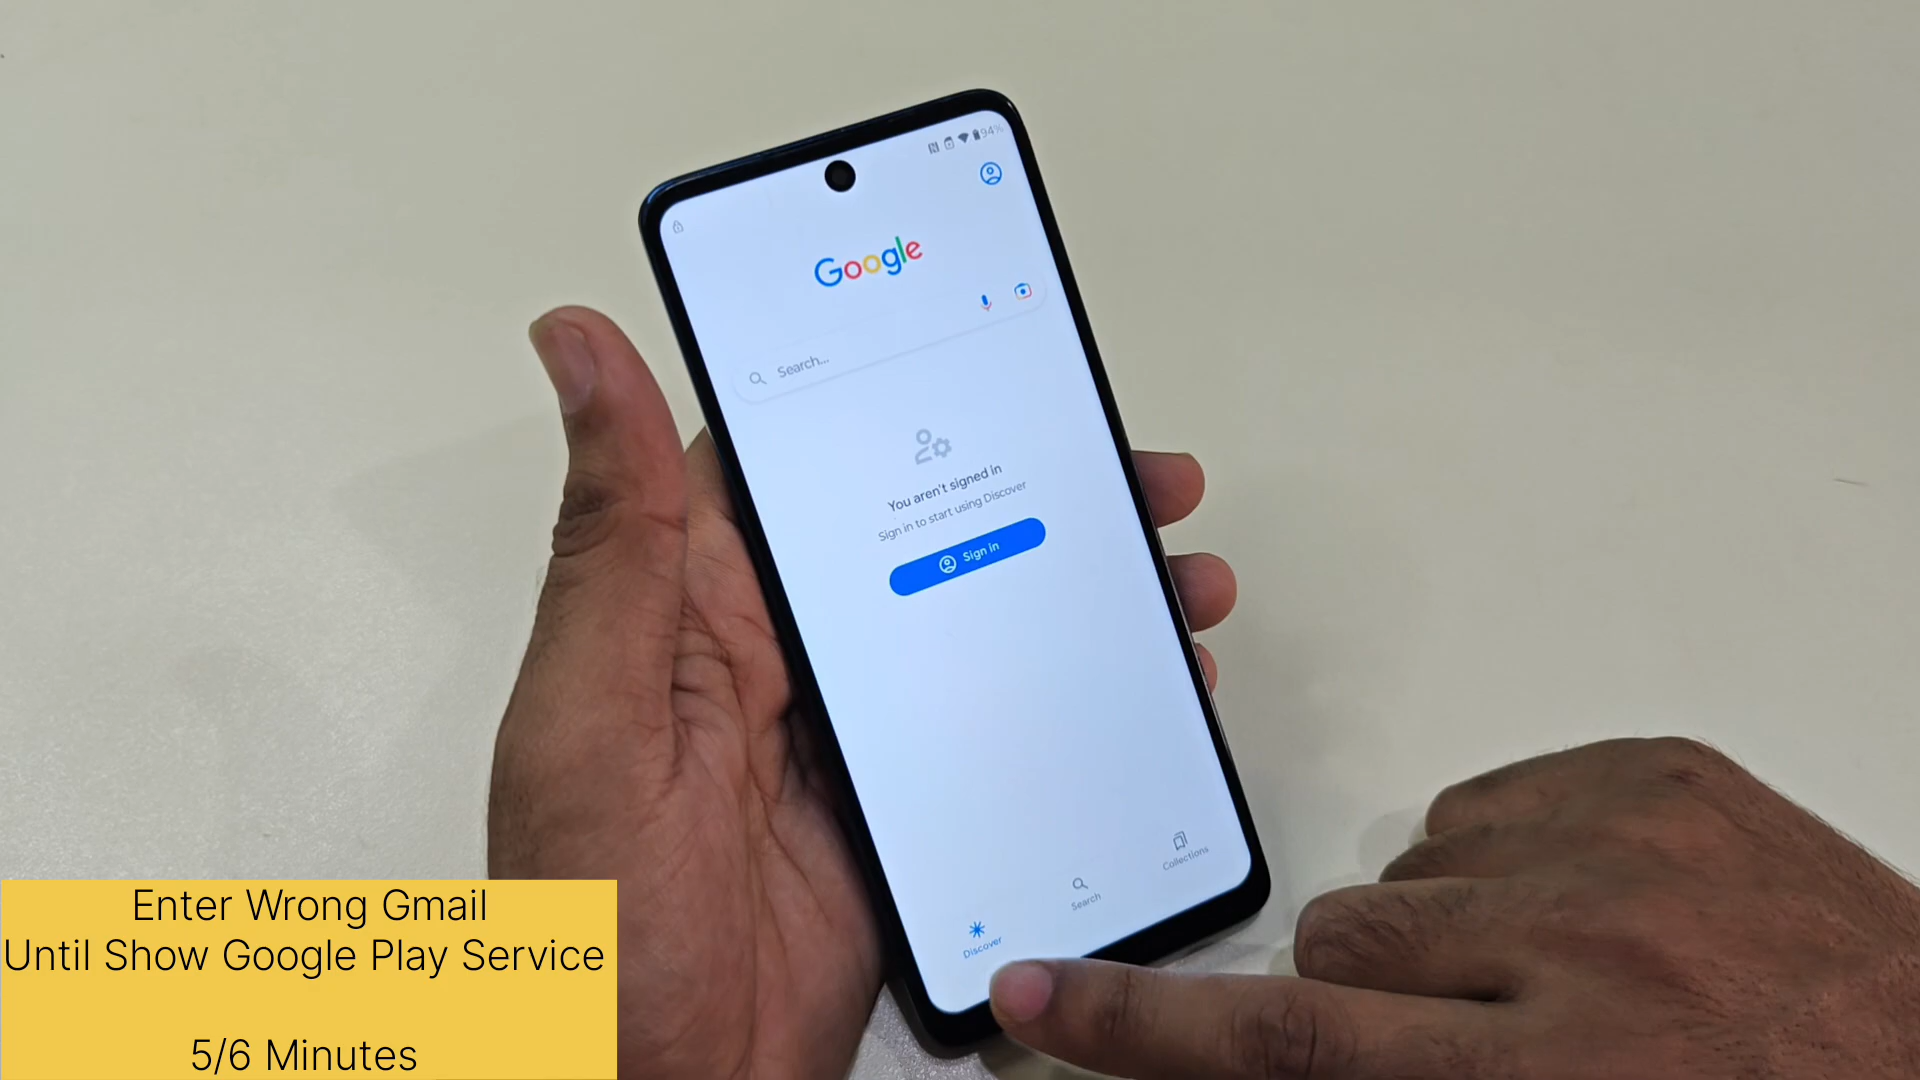 94%
Google
Search...
You aren't signed in
Sign in to start using Discover
Sign in
Discover
Search
Collections
Enter Wrong Gmail
Until Show Google Play Service
5/6 Minutes